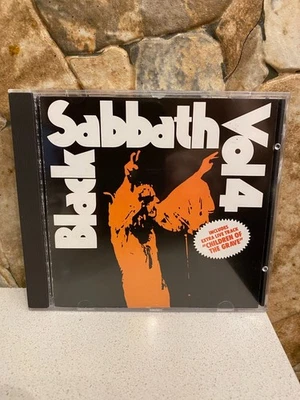 Black
Sabbath
Vol 4
INCLUDES
EXTRA LIVE TRACK
"CHILDREN OF
THE GRAVE"